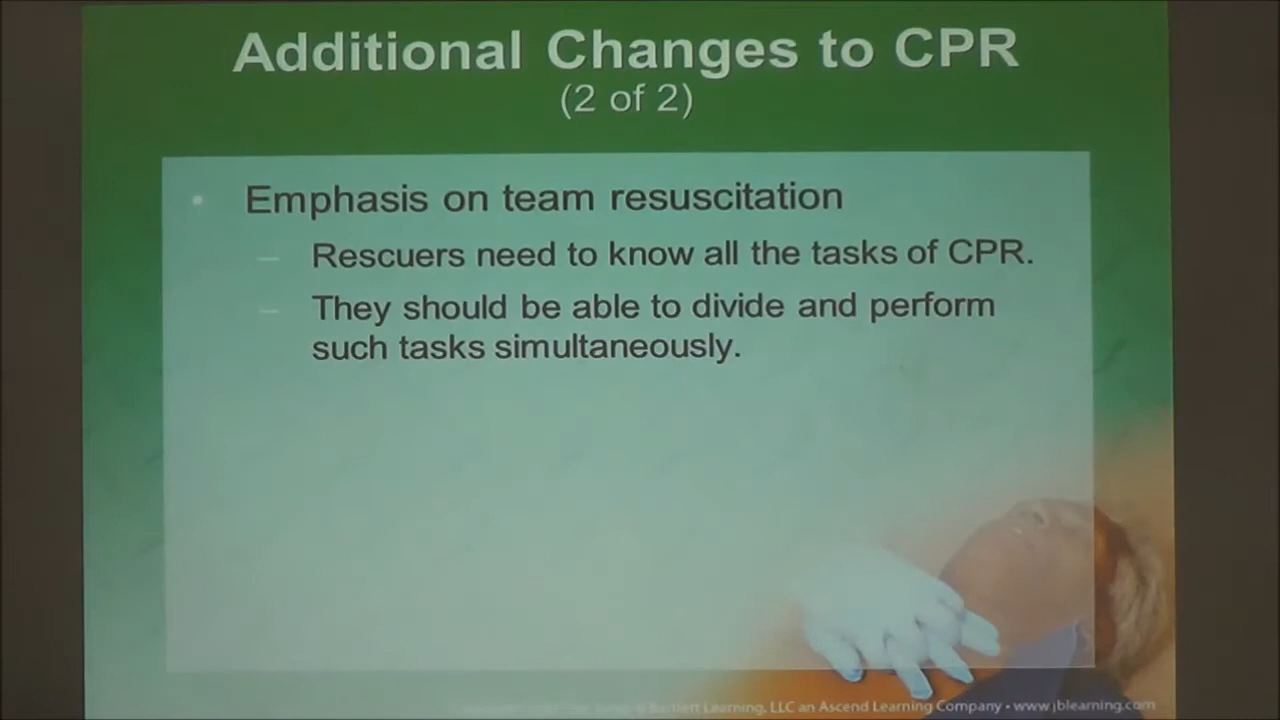 Additional Changes to CPR
(2 of 2)
• Emphasis on team resuscitation
– Rescuers need to know all the tasks of CPR.
– They should be able to divide and perform
such tasks simultaneously.
Bartlett Learning, LLC an Ascend Learning Company • www.jblearning.com